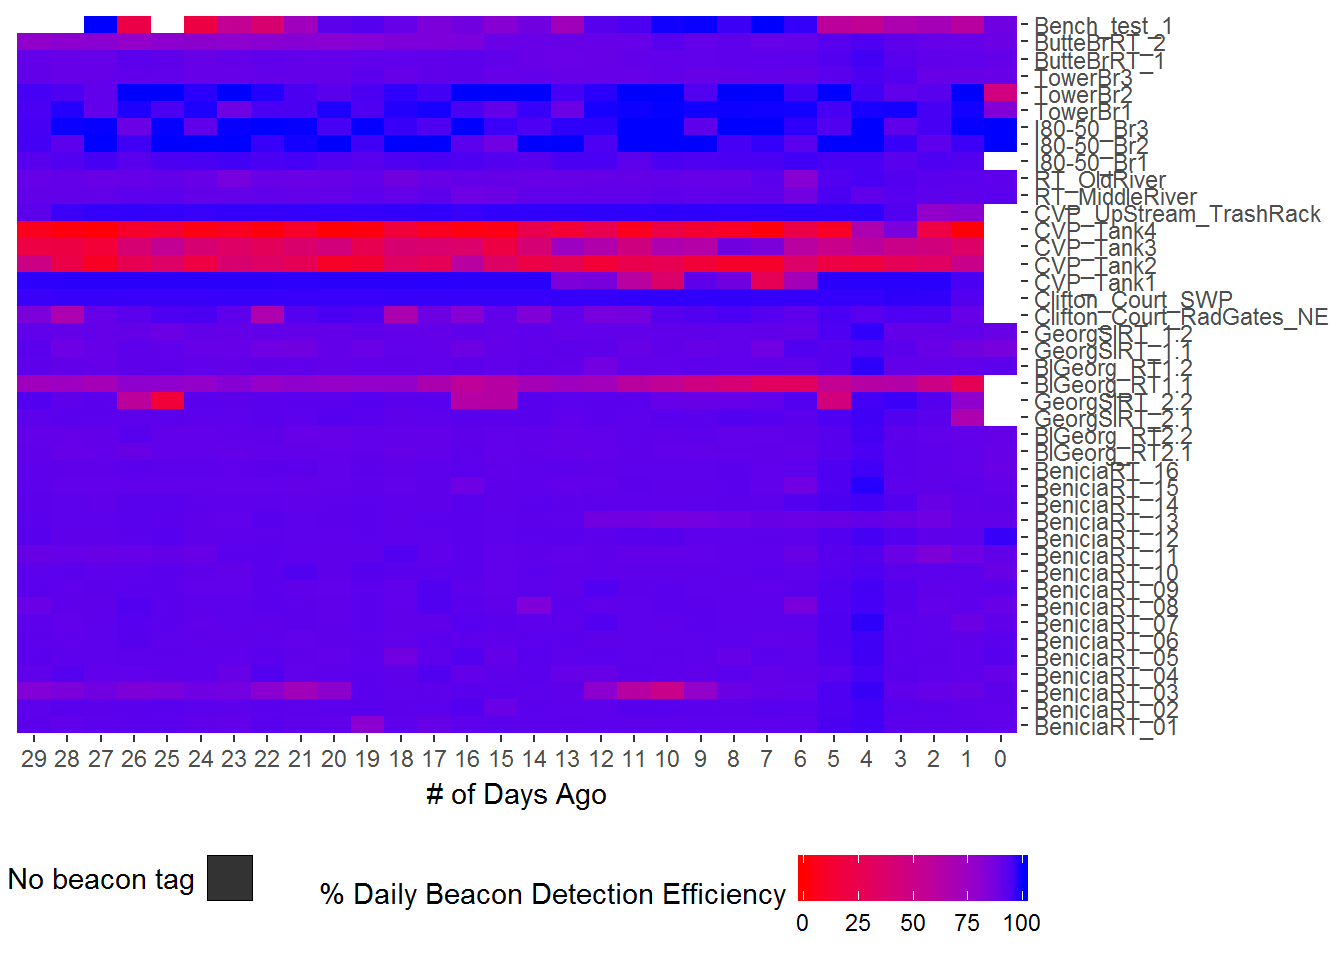 Bench_test_1
ButteBrRT_2
ButteBrRT_1
TowerBr3
TowerBr2
TowerBr1
I80-50_Br3
I80-50_Br2
I80-50_Br1
RT_OldRiver
RT_MiddleRiver
CVP_UpStream_TrashRack
CVP_Tank4
CVP_Tank3
CVP_Tank2
CVP_Tank1
Clifton_Court_SWP
Clifton_Court_RadGates_NE
GeorgSlRT_1.2
GeorgSlRT_1.1
BlGeorg_RT1.2
BlGeorg_RT1.1
GeorgSlRT_2.2
GeorgSlRT_2.1
BlGeorg_RT2.2
BlGeorg_RT2.1
BeniciaRT_16
BeniciaRT_15
BeniciaRT_14
BeniciaRT_13
BeniciaRT_12
BeniciaRT_11
BeniciaRT_10
BeniciaRT_09
BeniciaRT_08
BeniciaRT_07
BeniciaRT_06
BeniciaRT_05
BeniciaRT_04
BeniciaRT_03
BeniciaRT_02
BeniciaRT_01
29 28 27 26 25 24 23 22 21 20 19 18 17 16 15 14 13 12 11 10 9 8 7 6 5 4 3 2 1 0
# of Days Ago
No beacon tag
% Daily Beacon Detection Efficiency
0 25 50 75 100